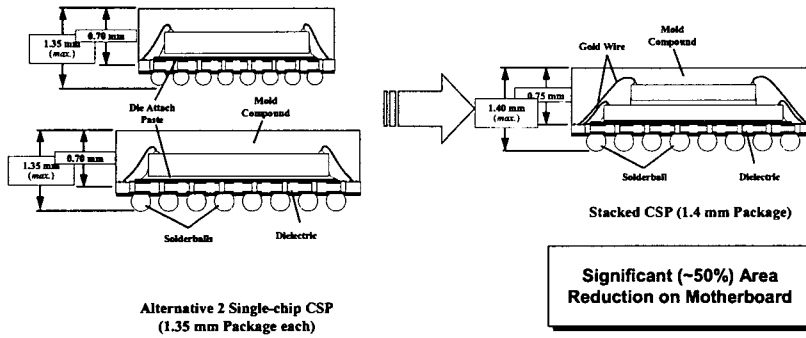 0.70 mm
1.35 mm
(max.)
Die Attach
Paste
Mold
Compound
0.70 mm
1.35 mm
(max.)
Solderballs
Dielectric
Alternative 2 Single-chip CSP
(1.35 mm Package each)
Gold Wire
Mold
Compound
0.75 mm
1.40 mm
(max.)
Solderball
Dielectric
Stacked CSP (1.4 mm Package)
Significant (~50%) Area
Reduction on Motherboard